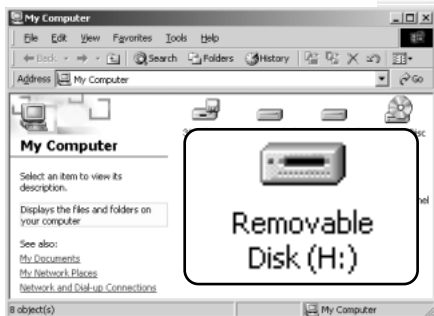 My Computer
File Edit View Favorites Tools Help
Back Search Folders History
Address My Computer Go
My Computer
Select an item to view its
description.
Displays the files and folders on
your computer
See also:
My Documents
My Network Places
Network and Dial-up Connections
Removable
Disk (H:)
8 object(s) My Computer